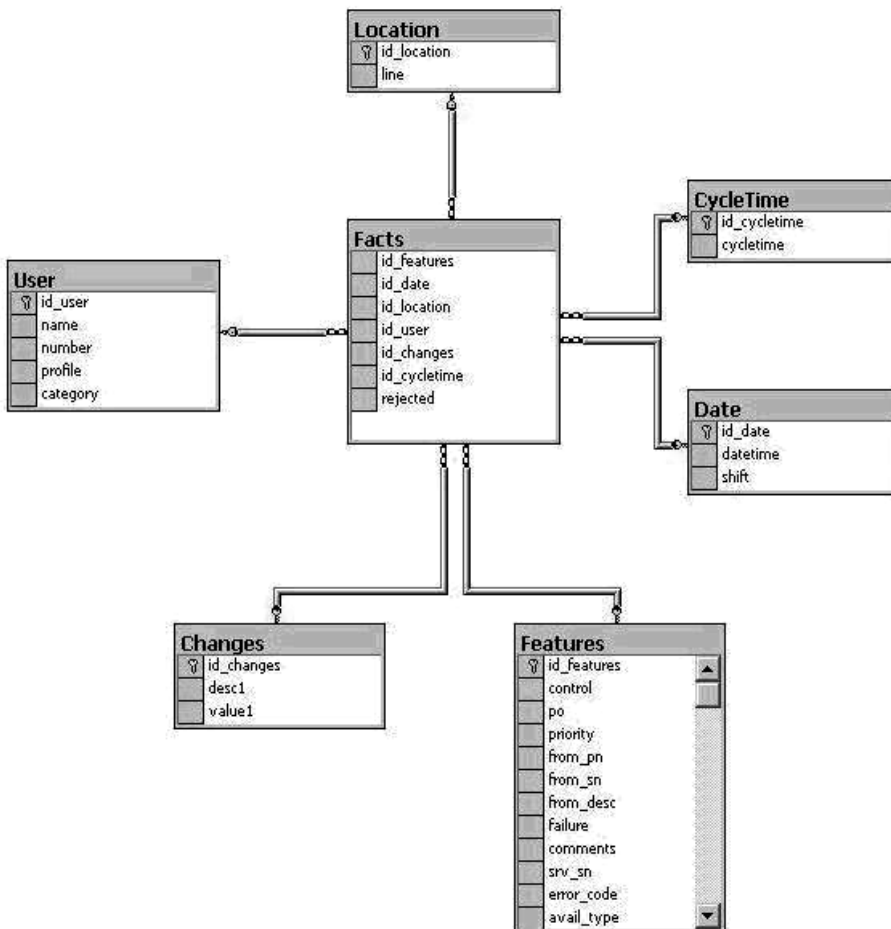 Location
id_location
line
Facts
id_features
id_date
id_location
id_user
id_changes
id_cycletime
rejected
CycleTime
id_cycletime
cycletime
User
id_user
name
number
profile
category
Date
id_date
datetime
shift
Changes
id_changes
desc1
value1
Features
id_features
control
po
priority
from_pn
from_sn
from_desc
failure
comments
srv_sn
error_code
avail_type